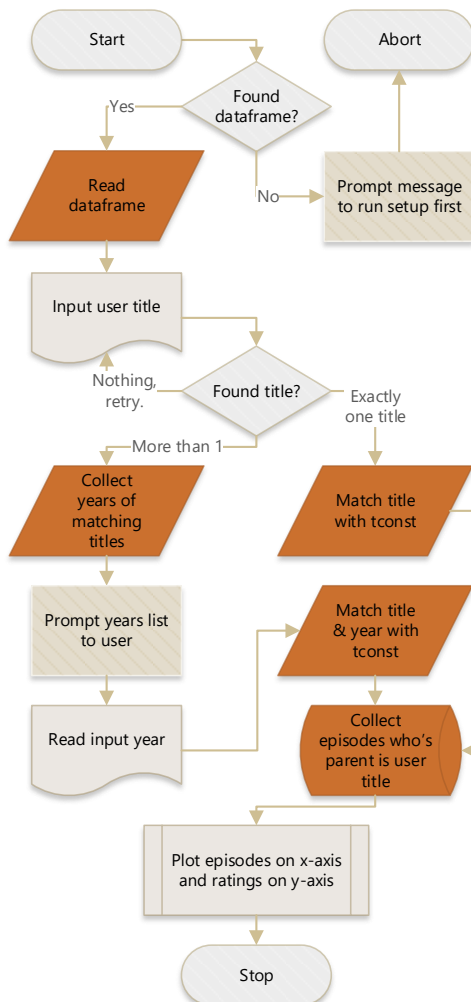 Start
Abort
Found
dataframe?
Yes
No
Read
dataframe
Prompt message
to run setup first
Input user title
Nothing,
retry.
Found title?
Exactly
one title
More than 1
Collect
years of
matching
titles
Match title
with tconst
Prompt years list
to user
Match title
& year with
tconst
Read input year
Collect
episodes who's
parent is user
title
Plot episodes on x-axis
and ratings on y-axis
Stop